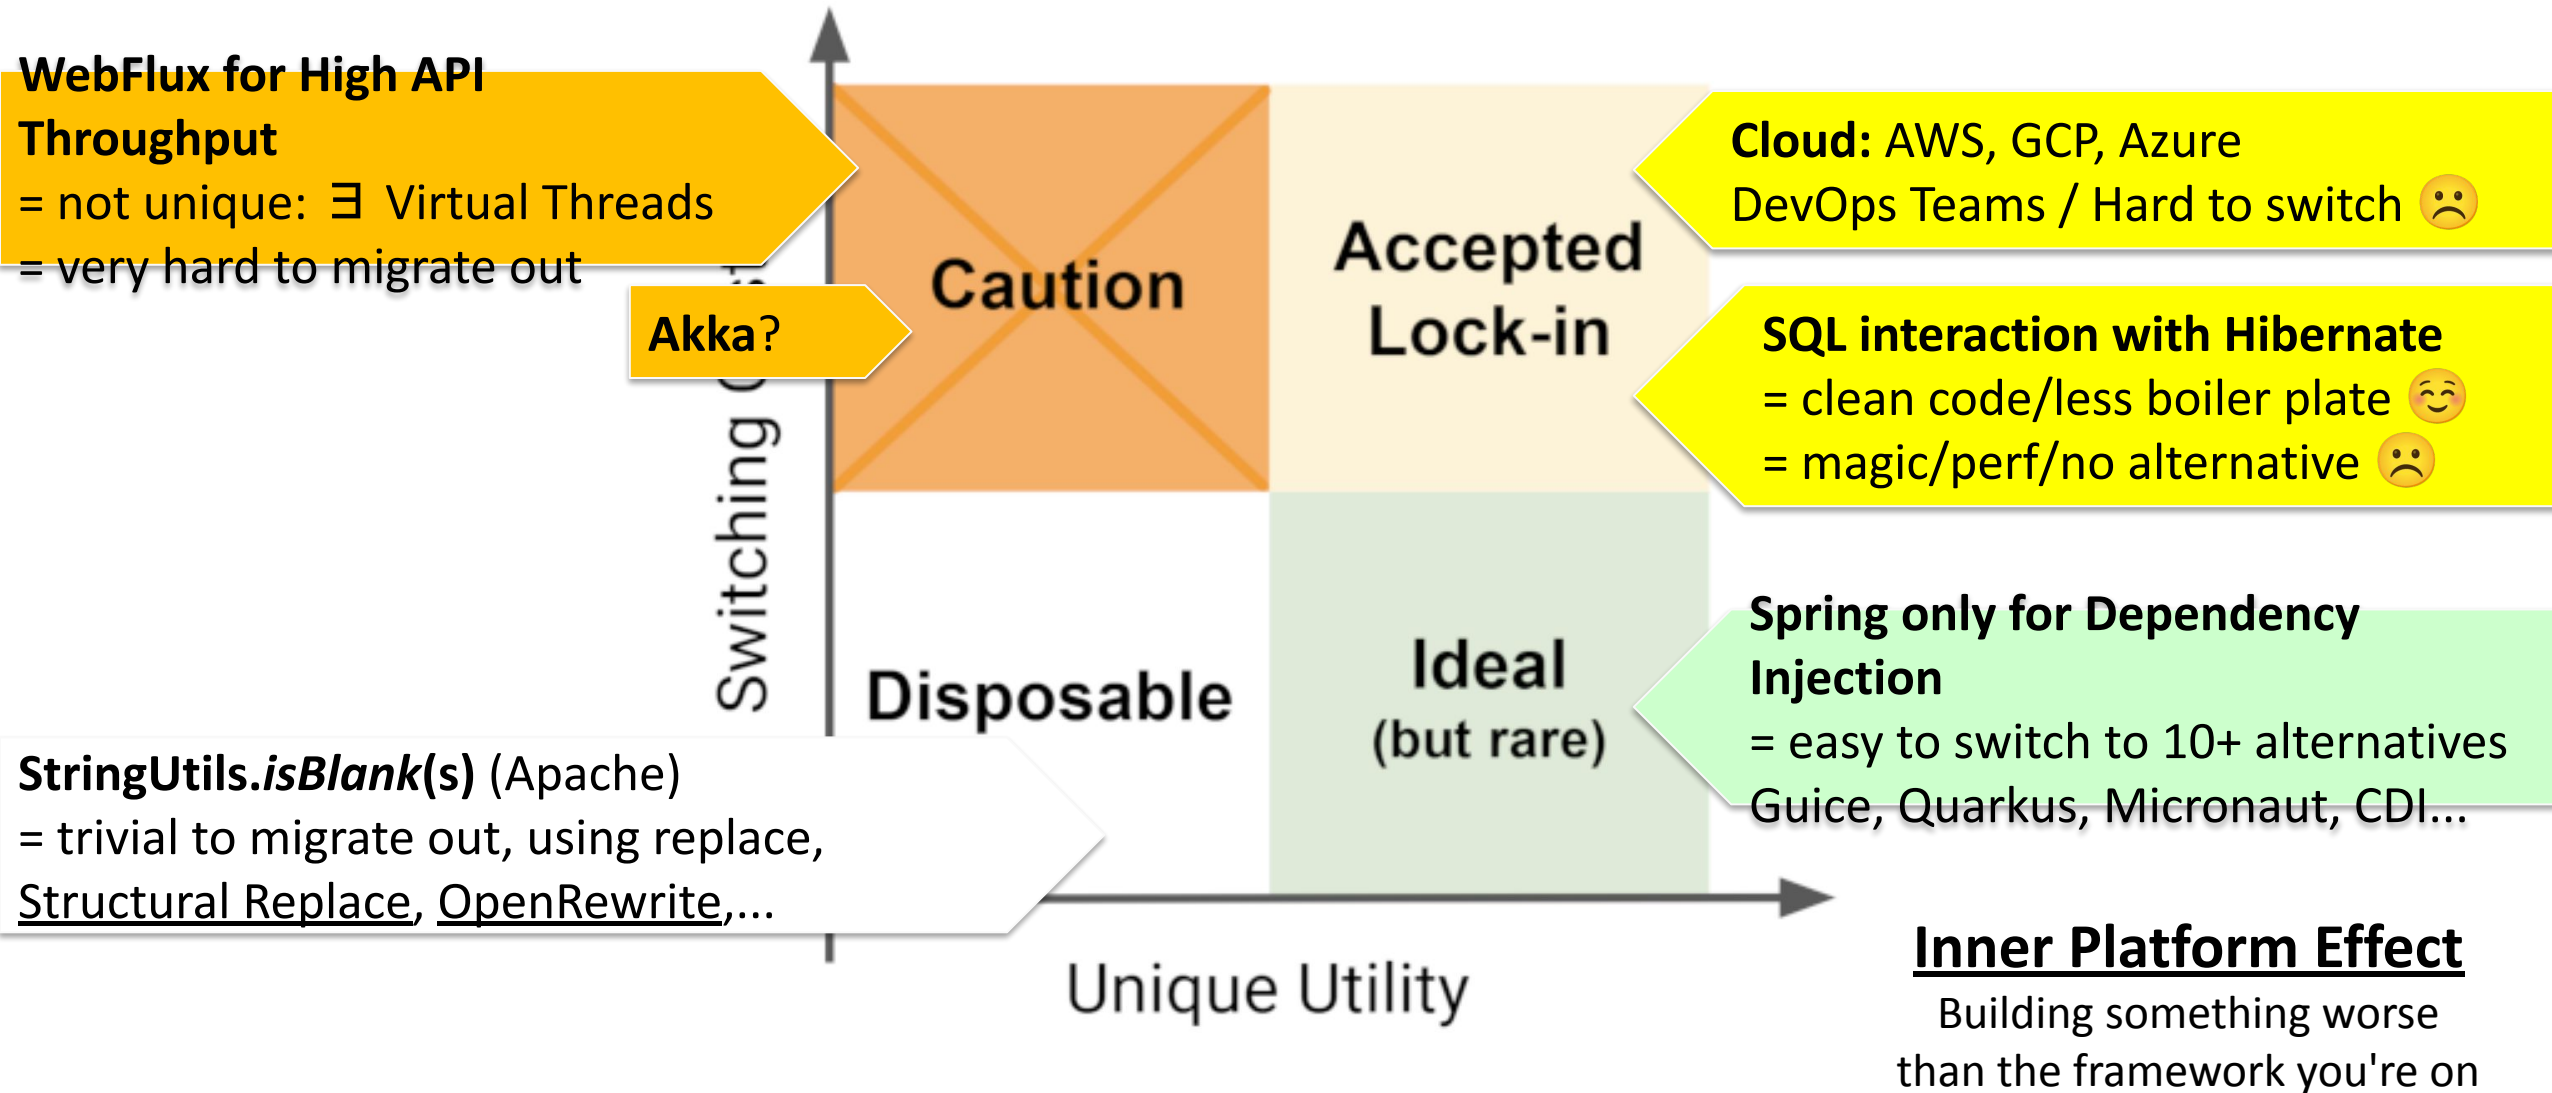 WebFlux for High API
Throughput
= not unique: ∃ Virtual Threads
= very hard to migrate out
Akka?
Switching
Caution
Accepted
Lock-in
Disposable
Ideal
(but rare)
Cloud: AWS, GCP, Azure
DevOps Teams / Hard to switch ☹️
SQL interaction with Hibernate
= clean code/less boiler plate ☺️
= magic/perf/no alternative ☹️
Spring only for Dependency
Injection
= easy to switch to 10+ alternatives
Guice, Quarkus, Micronaut, CDI...
StringUtils.isBlank(s) (Apache)
= trivial to migrate out, using replace,
Structural Replace, OpenRewrite,...
Unique Utility
Inner Platform Effect
Building something worse
than the framework you're on